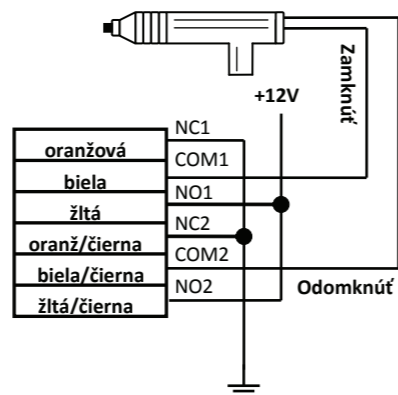 Zamknúť
+12V
NC1
oranžová
COM1
biela
NO1
žltá
NC2
oranž/čierna
COM2
biela/čierna
Odomknúť
NO2
žltá/čierna